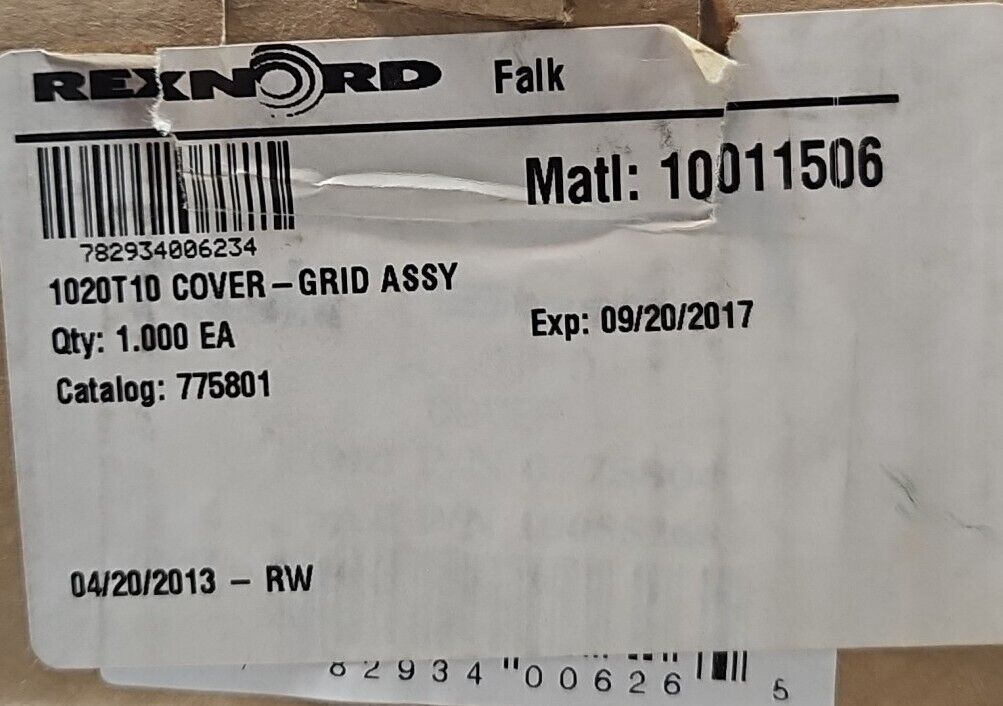 REXNORD Falk
Matl: 10011506
782934006234
1020T10 COVER-GRID ASSY
Qty: 1.000 EA
Exp: 09/20/2017
Catalog: 775801
04/20/2013 - RW
82934 00626 5